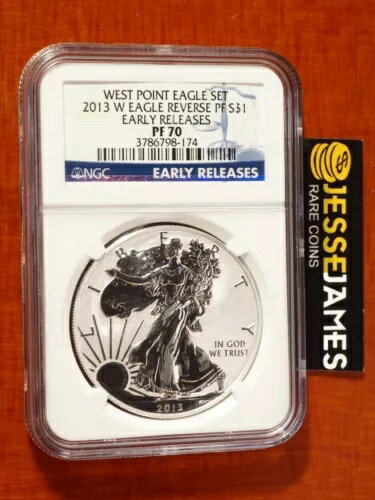 WEST POINT EAGLE SET
2013 W EAGLE REVERSE PF S$1
EARLY RELEASES
PF 70
3786798-174
NGC
EARLY RELEASES
LIBERTY
IN GOD
WE TRUST
2013
$
JESSE JAMES
RARE COINS